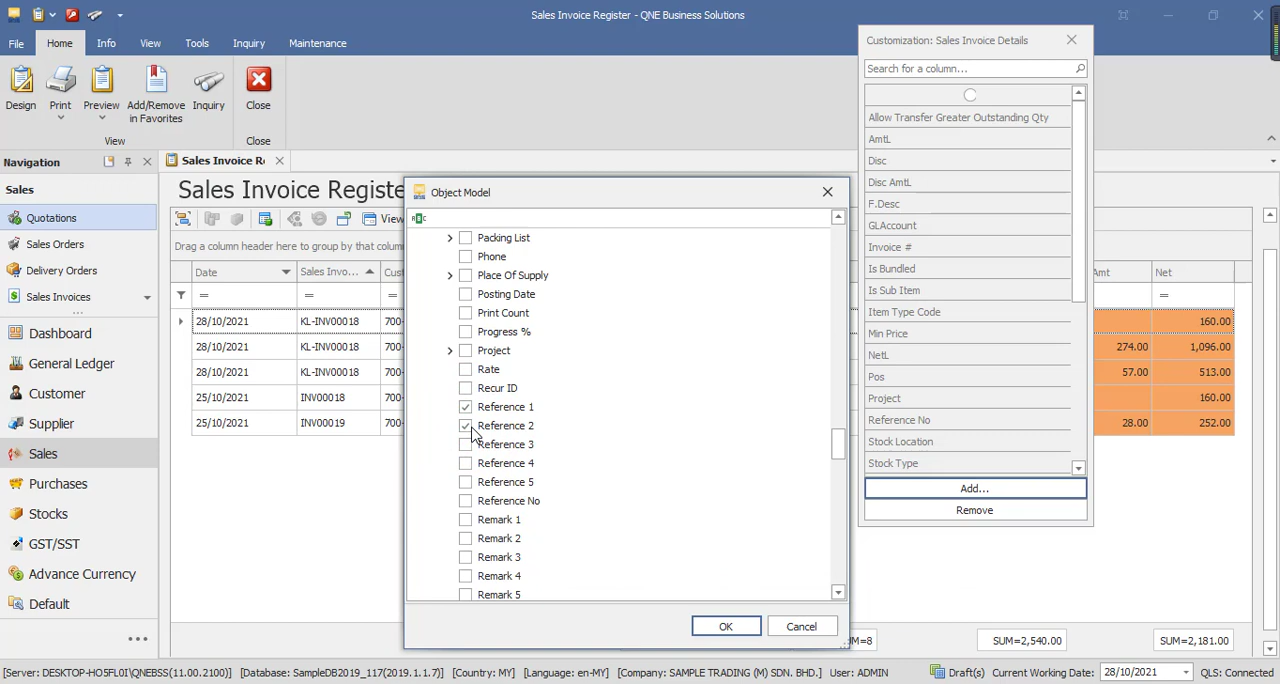 Sales Invoice Register - QNE Business Solutions
File
Home
Info
View
Tools
Inquiry
Maintenance
Customization: Sales Invoice Details
Search for a column...
Design
Print
Preview
Add/Remove in Favorites
Inquiry
Close
View
Close
Allow Transfer Greater Outstanding Qty
AmtL
Disc
Disc AmtL
F.Desc
GLAccount
Invoice #
Is Bundled
Is Sub Item
Item Type Code
Min Price
NetL
Pos
Project
Reference No
Stock Location
Stock Type
Add...
Remove
Navigation
Sales Invoice R
Sales
Quotations
Sales Orders
Delivery Orders
Sales Invoices
Dashboard
General Ledger
Customer
Supplier
Sales
Purchases
Stocks
GST/SST
Advance Currency
Default
Sales Invoice Registe
View
Drag a column header here to group by that colum
Date
Sales Invo...
Cust
Amt
Net
=
=
=
28/10/2021
KL-INV00018
700-
160.00
28/10/2021
KL-INV00018
700-
274.00
1,096.00
28/10/2021
KL-INV00018
700-
57.00
513.00
25/10/2021
INV00018
700-
160.00
25/10/2021
INV00019
700-
28.00
252.00
Object Model
Packing List
Phone
Place Of Supply
Posting Date
Print Count
Progress %
Project
Rate
Recur ID
Reference 1
Reference 2
Reference 3
Reference 4
Reference 5
Reference No
Remark 1
Remark 2
Remark 3
Remark 4
Remark 5
OK
Cancel
M=8
SUM=2,540.00
SUM=2,181.00
[Server: DESKTOP-HO5FL0I\QNEBSS(11.00.2100)]
[Database: SampleDB2019_117(2019.1.1.7)]
[Country: MY]
[Language: en-MY]
[Company: SAMPLE TRADING (M) SDN. BHD.]
User: ADMIN
Draft(s)
Current Working Date:
28/10/2021
QLS: Connected